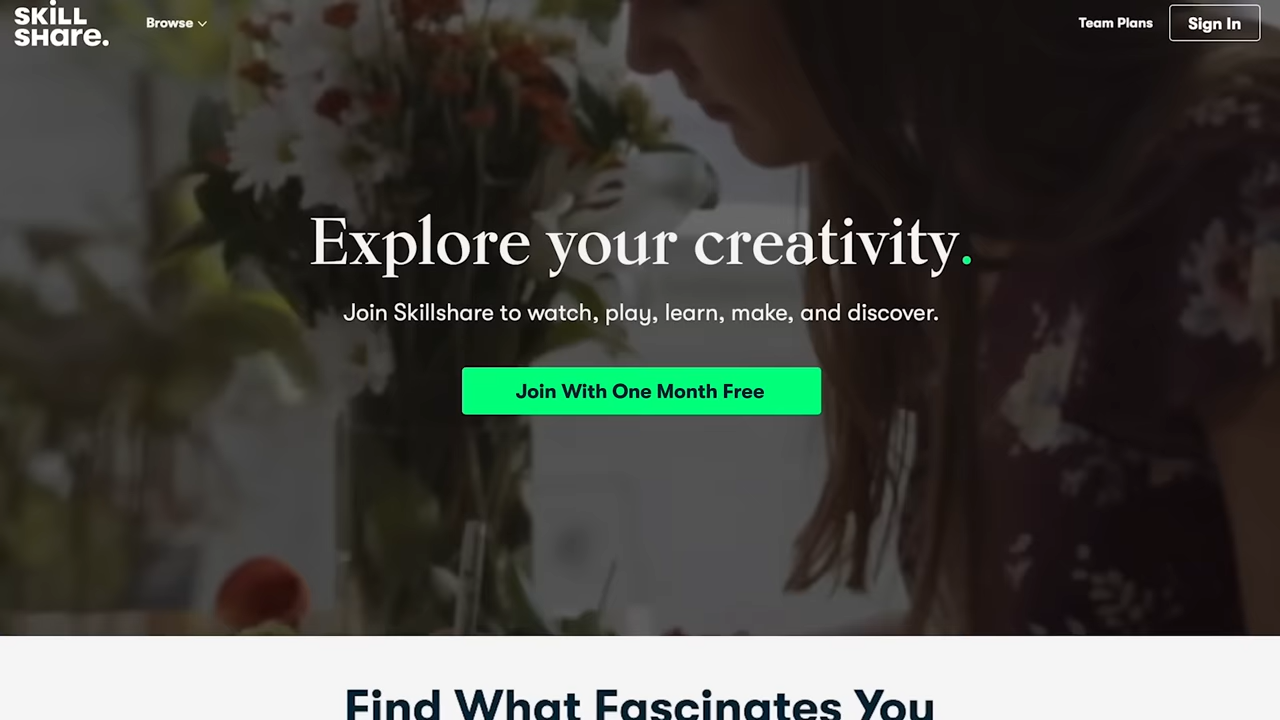 SKiLL
SHare.
Browse
Team Plans
Sign In
Explore your creativity.
Join Skillshare to watch, play, learn, make, and discover.
Join With One Month Free
Find What Fascinates You